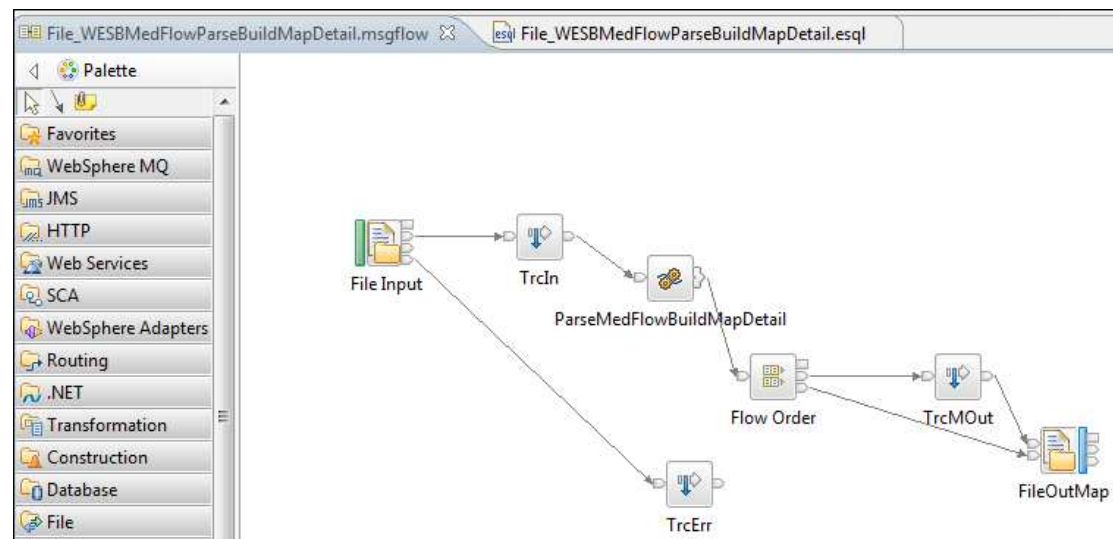 File_WESBMedFlowParseBuildMapDetail.msgflow
esql File_WESBMedFlowParseBuildMapDetail.esql
Palette
Favorites
WebSphere MQ
JMS
HTTP
Web Services
SCA
WebSphere Adapters
Routing
.NET
Transformation
Construction
Database
File
File Input
TrcIn
ParseMedFlowBuildMapDetail
Flow Order
TrcMOut
FileOutMap
TrcErr